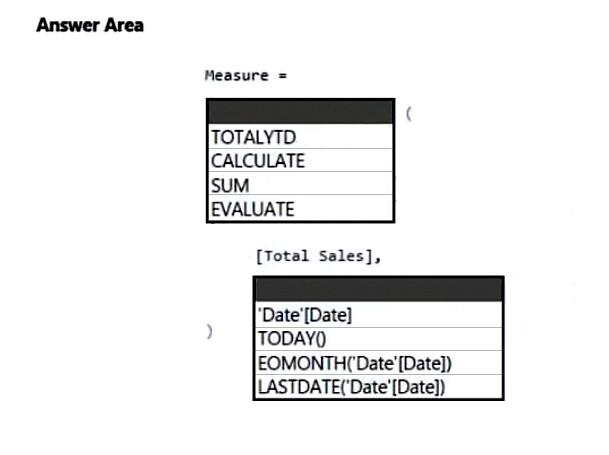 Answer Area
Measure =
(
TOTALYTD
CALCULATE
SUM
EVALUATE
[Total Sales],
'Date'[Date]
)
TODAY()
EOMONTH('Date'[Date])
LASTDATE('Date'[Date])